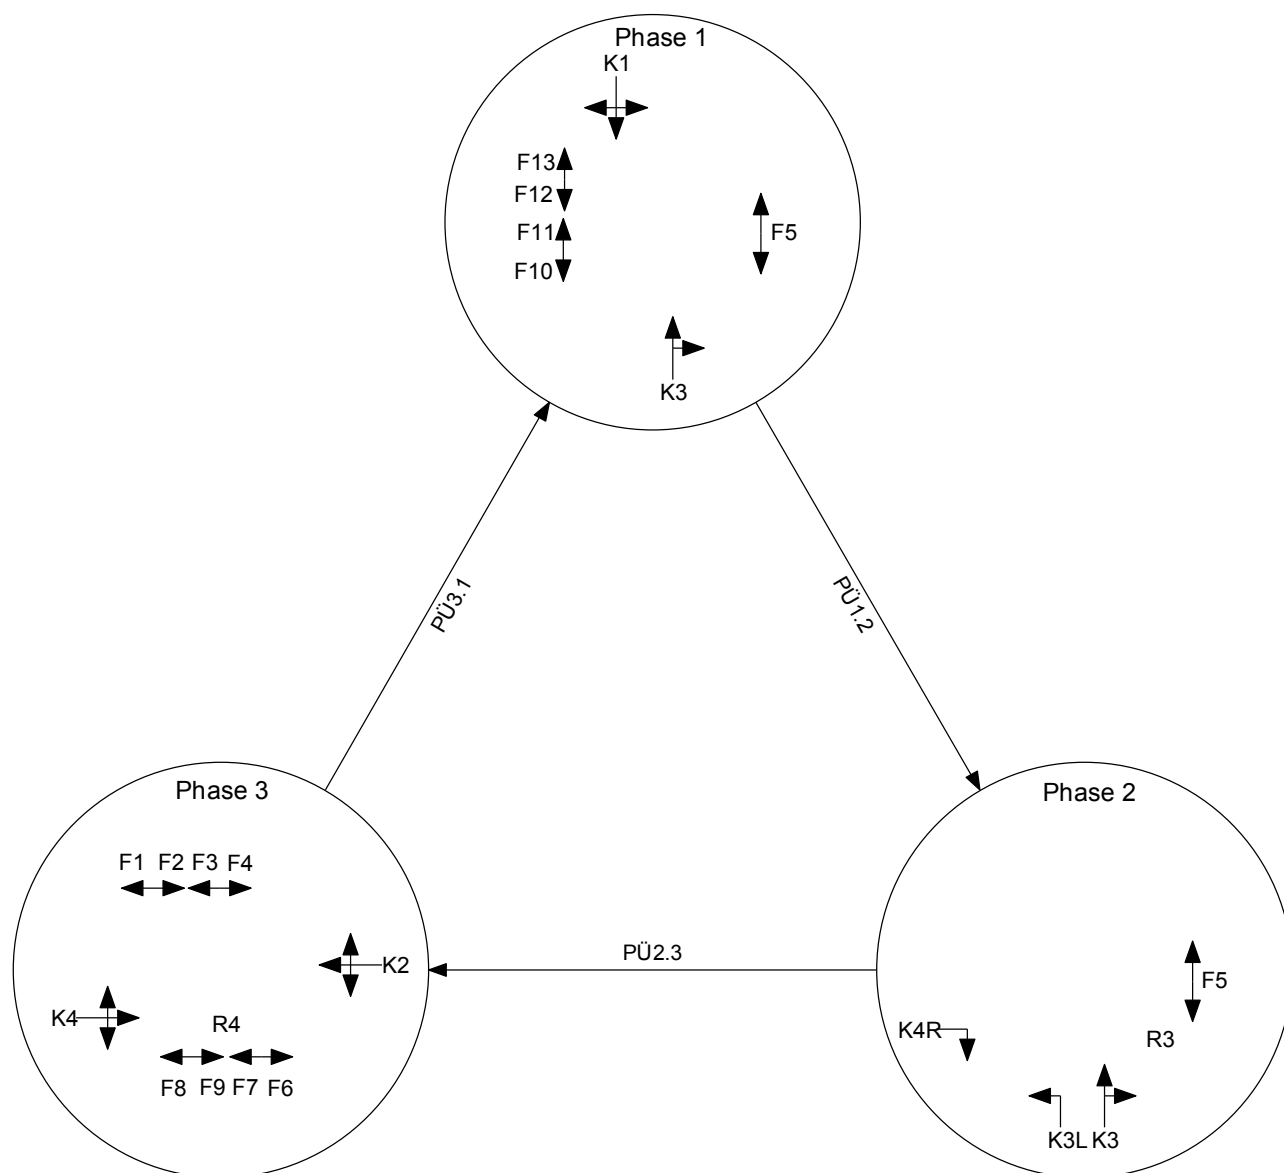 Phase 1
K1
F13
F12
F11
F5
F10
K3
PÜ3.1
PÜ1.2
Phase 3
Phase 2
F1 F2 F3 F4
PÜ2.3
K2
F5
K4
R4
K4R
R3
F8 F9 F7 F6
K3L K3